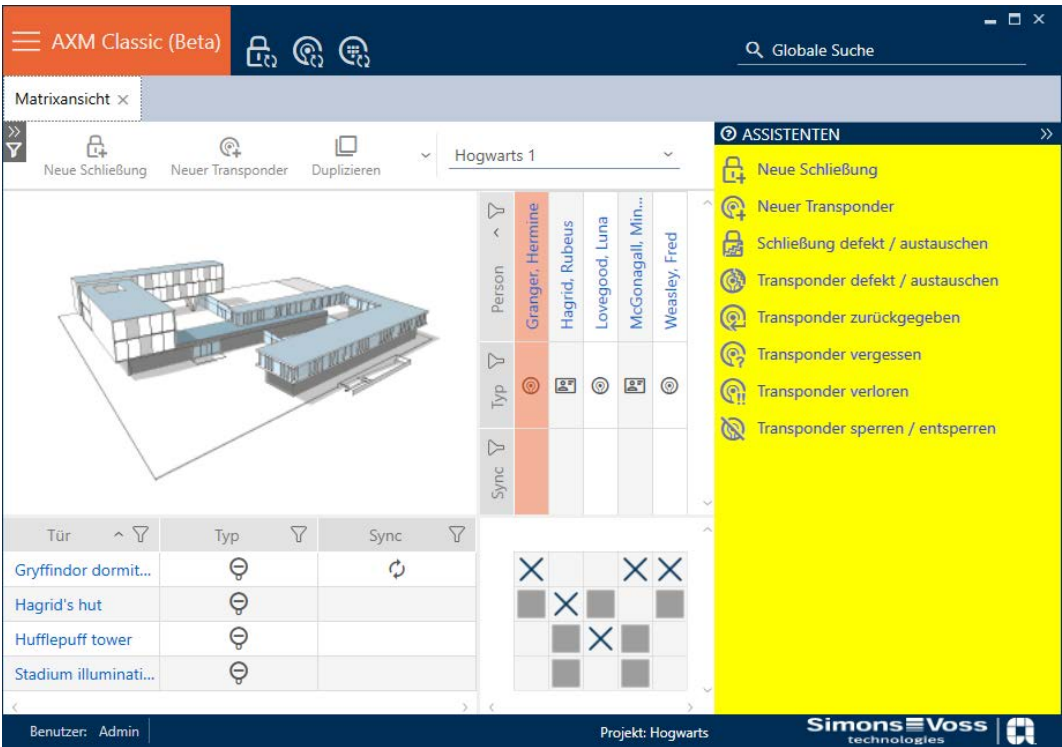 AXM Classic (Beta)
Globale Suche
Matrixansicht
Neue Schließung
Neuer Transponder
Duplizieren
Hogwarts 1
Person
Granger, Hermine
Hagrid, Rubeus
Lovegood, Luna
McGonagall, Min...
Weasley, Fred
Typ
Sync
Tür
Typ
Sync
Gryffindor dormit...
Hagrid's hut
Hufflepuff tower
Stadium illuminati...
ASSISTENTEN
Neue Schließung
Neuer Transponder
Schließung defekt / austauschen
Transponder defekt / austauschen
Transponder zurückgegeben
Transponder vergessen
Transponder verloren
Transponder sperren / entsperren
Benutzer: Admin
Projekt: Hogwarts
Simons Voss
technologies